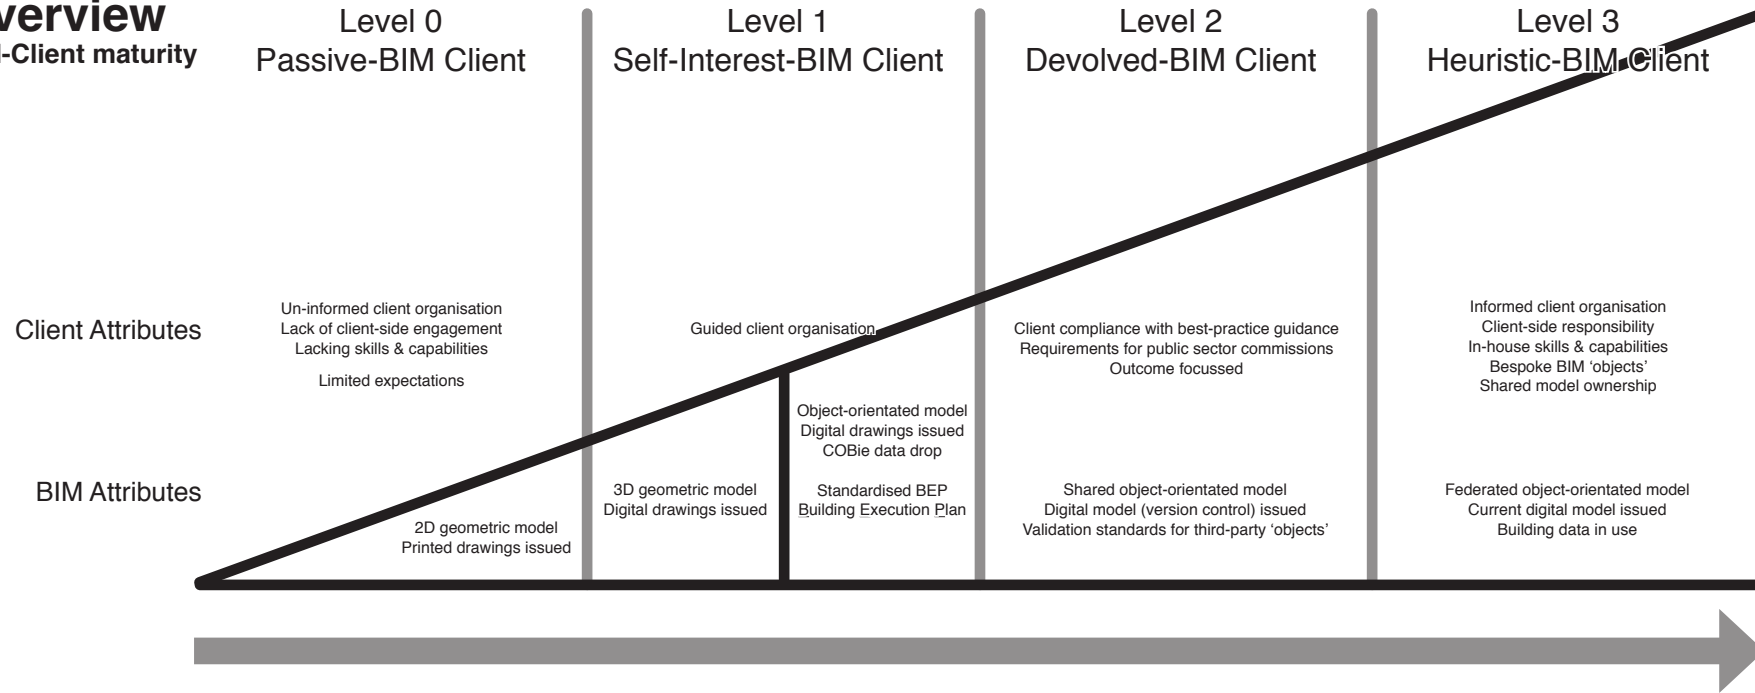 verview
-Client maturity
Level 0
Passive-BIM Client
Level 1
Self-Interest-BIM Client
Level 2
Devolved-BIM Client
Level 3
Heuristic-BIM Client
Client Attributes
Un-informed client organisation
Lack of client-side engagement
Lacking skills & capabilities
Limited expectations
Guided client organisation
Client compliance with best-practice guidance
Requirements for public sector commissions
Outcome focussed
Informed client organisation
Client-side responsibility
In-house skills & capabilities
Bespoke BIM ‘objects’
Shared model ownership
BIM Attributes
2D geometric model
Printed drawings issued
3D geometric model
Digital drawings issued
Object-orientated model
Digital drawings issued
COBie data drop
Standardised BEP
Building Execution Plan
Shared object-orientated model
Digital model (version control) issued
Validation standards for third-party ‘objects’
Federated object-orientated model
Current digital model issued
Building data in use